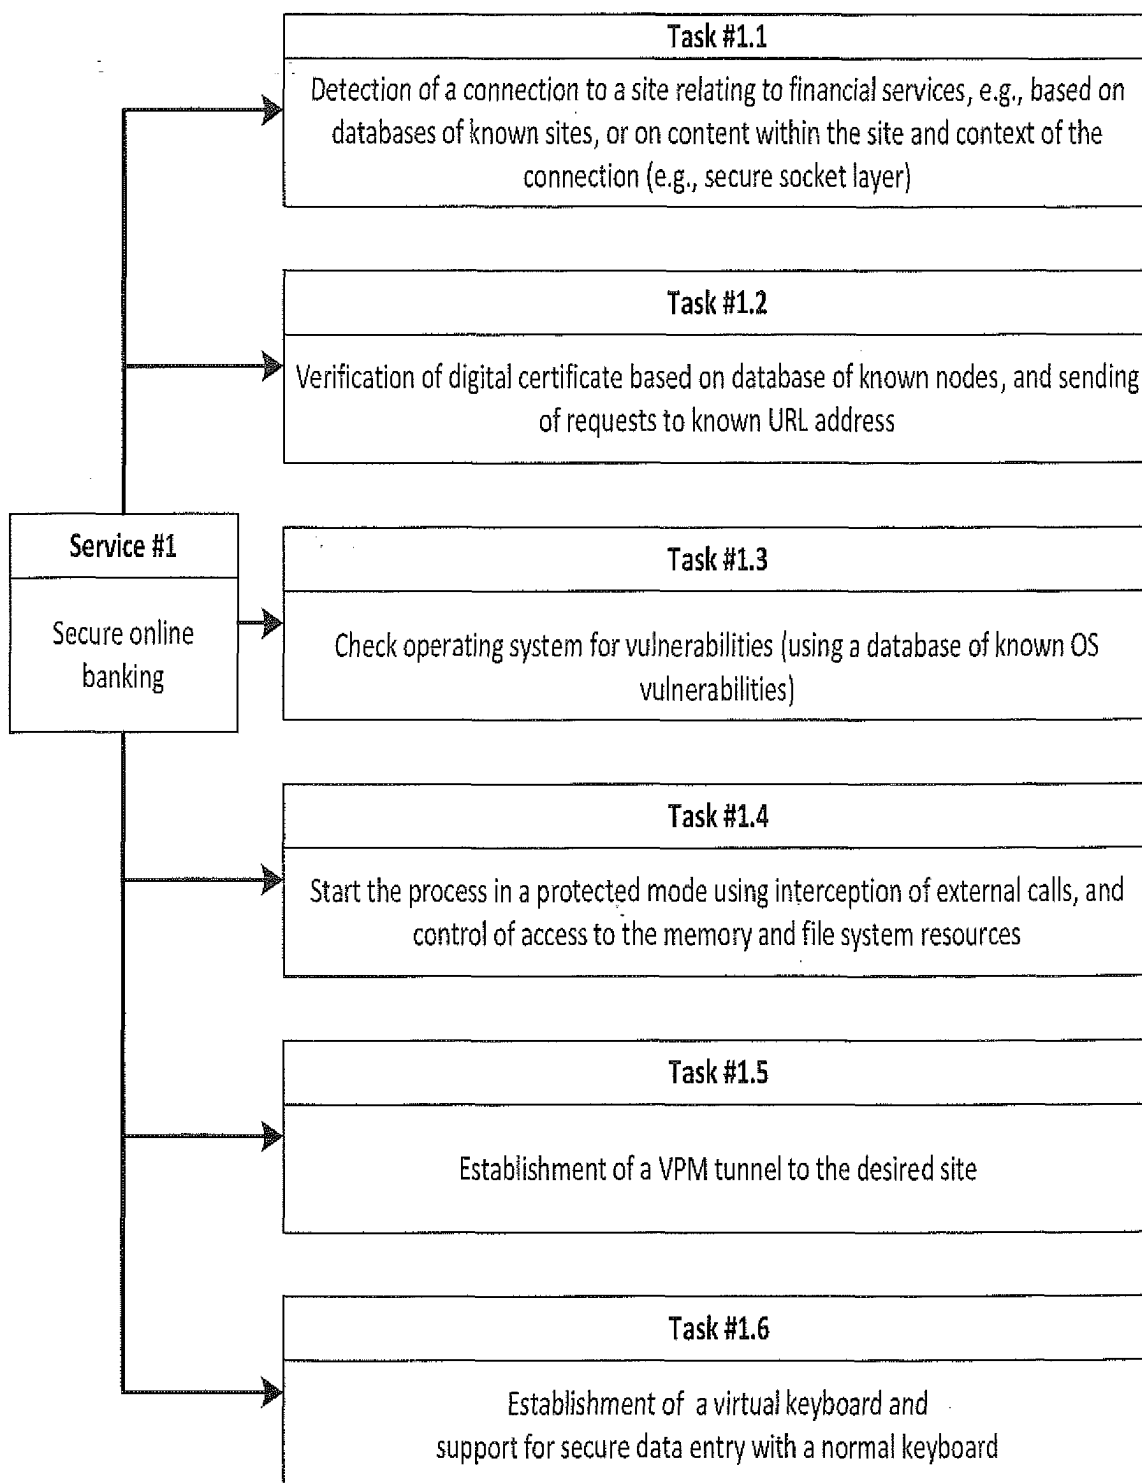 Task #1.1
Detection of a connection to a site relating to financial services, e.g., based on
databases of known sites, or on content within the site and context of the
connection (e.g., secure socket layer)
Task #1.2
Verification of digital certificate based on database of known nodes, and sending
of requests to known URL address
Service #1
Secure online
banking
Task #1.3
Check operating system for vulnerabilities (using a database of known OS
vulnerabilities)
Task #1.4
Start the process in a protected mode using interception of external calls, and
control of access to the memory and file system resources
Task #1.5
Establishment of a VPM tunnel to the desired site
Task #1.6
Establishment of a virtual keyboard and
support for secure data entry with a normal keyboard